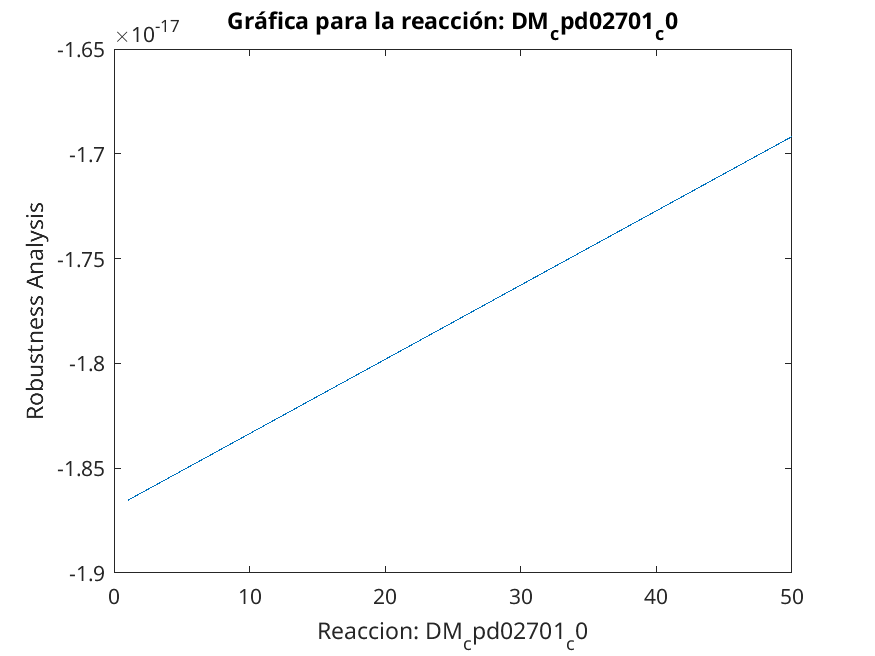 Gráfica para la reacción: DM_cpd02701_c0
×10^-17
-1.65
-1.7
-1.75
-1.8
-1.85
-1.9
Robustness Analysis
0 10 20 30 40 50
Reaccion: DM_cpd02701_c0